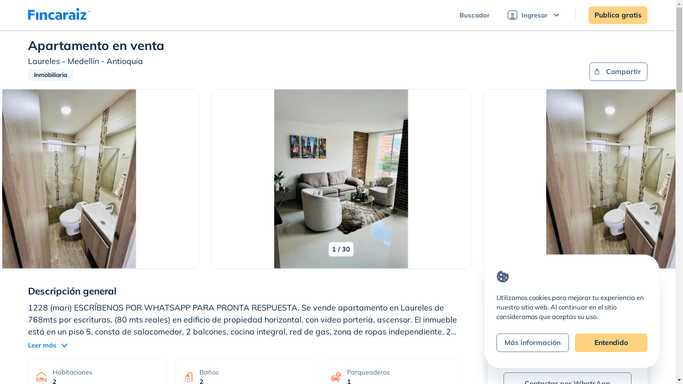 Fincaraiz
Buscador
Ingresar
Publica gratis
Apartamento en venta
Laureles - Medellín - Antioquia
Inmobiliaria
Compartir
1 / 30
Descripción general
1228 (mari) ESCRÍBENOS POR WHATSAPP PARA PRONTA RESPUESTA. Se vende apartamento en Laureles de
768mts por escrituras, (80 mts reales) en edificio de propiedad horizontal, con video porteria, ascensor. El inmueble
está en un piso 5, consta de salacomedor, 2 balcones, cocina integral, red de gas, zona de ropas independiente, 2...
Leer más
Utilizamos cookies para mejorar tu experiencia en
nuestro sitio web. Al continuar en el sitio
consideramos que aceptas su uso.
Más información
Entendido
Habitaciones
2
Baños
2
Parqueaderos
1
Contactar por WhatsApp